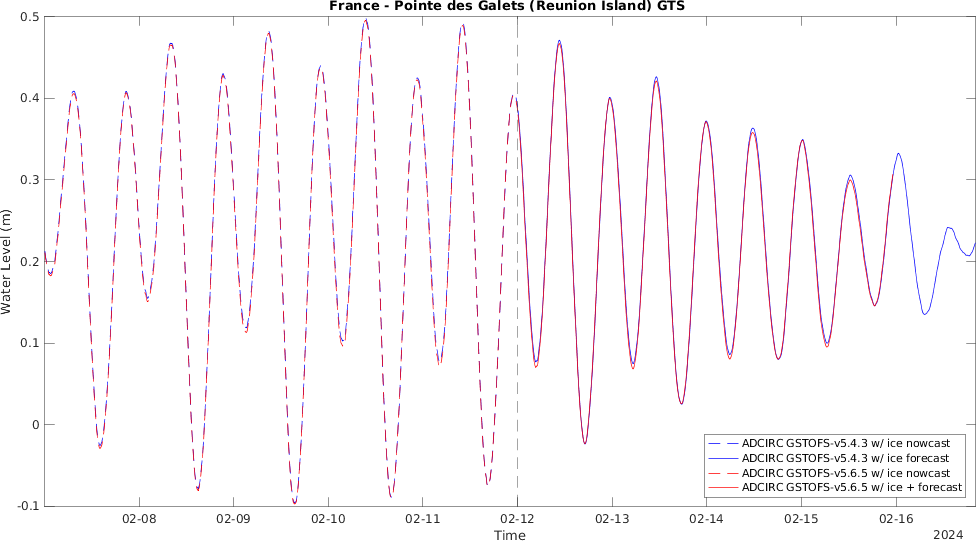 France - Pointe des Galets (Reunion Island) GTS
0.5
0.4
0.3
0.2
0.1
0
-0.1
Water Level (m)
02-08
02-09
02-10
02-11
02-12
02-13
02-14
02-15
02-16
Time
2024
ADCIRC GSTOFS-v5.4.3 w/ ice nowcast
ADCIRC GSTOFS-v5.4.3 w/ ice forecast
ADCIRC GSTOFS-v5.6.5 w/ ice nowcast
ADCIRC GSTOFS-v5.6.5 w/ ice + forecast